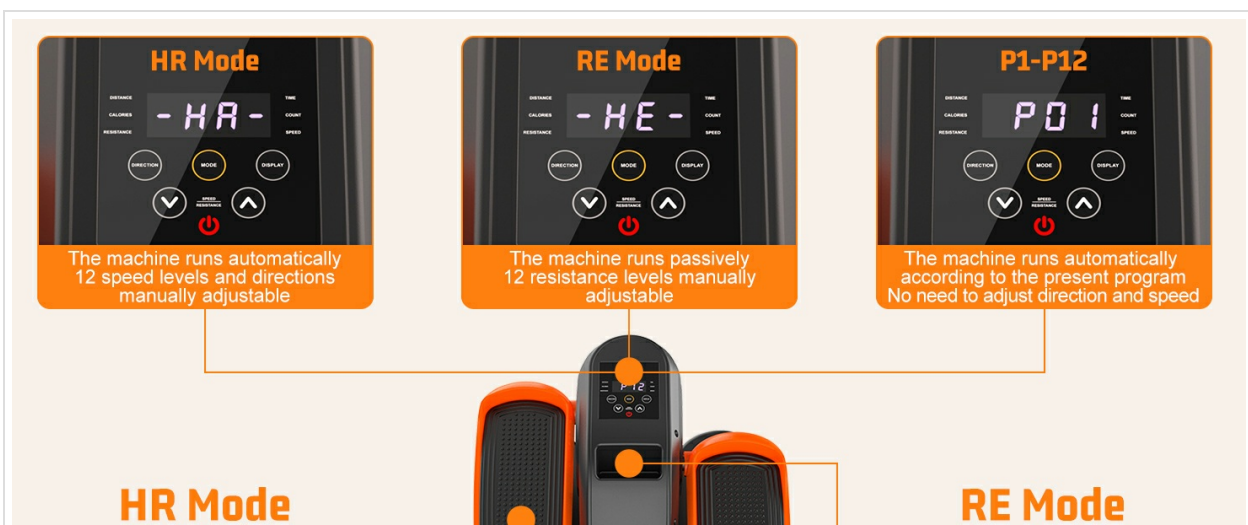 HR Mode
DISTANCE
CALORIES
RESISTANCE
-HA-
TIME
COUNT
SPEED
DIRECTION
MODE
DISPLAY
SPEED
RESISTANCE
The machine runs automatically
12 speed levels and directions
manually adjustable
RE Mode
DISTANCE
CALORIES
RESISTANCE
-HE-
TIME
COUNT
SPEED
DIRECTION
MODE
DISPLAY
SPEED
RESISTANCE
The machine runs passively
12 resistance levels manually
adjustable
P1-P12
DISTANCE
CALORIES
RESISTANCE
P01
TIME
COUNT
SPEED
DIRECTION
MODE
DISPLAY
SPEED
RESISTANCE
The machine runs automatically
according to the present program
No need to adjust direction and speed
P12
HR Mode
RE Mode